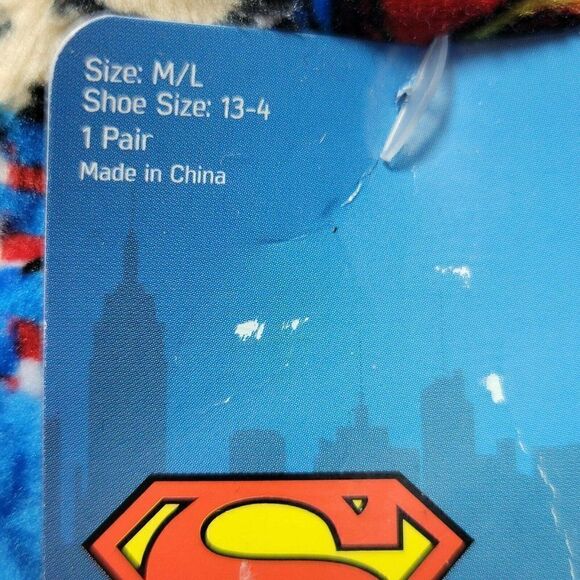 Size: M/L
Shoe Size: 13-4
1 Pair
Made in China